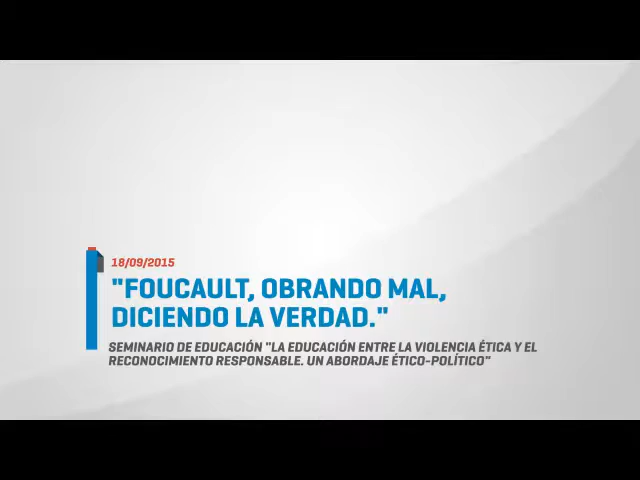 18/09/2015
"FOUCAULT, OBRANDO MAL,
DICIENDO LA VERDAD."
SEMINARIO DE EDUCACIÓN "LA EDUCACIÓN ENTRE LA VIOLENCIA ÉTICA Y EL
RECONOCIMIENTO RESPONSABLE. UN ABORDAJE ÉTICO-POLÍTICO"